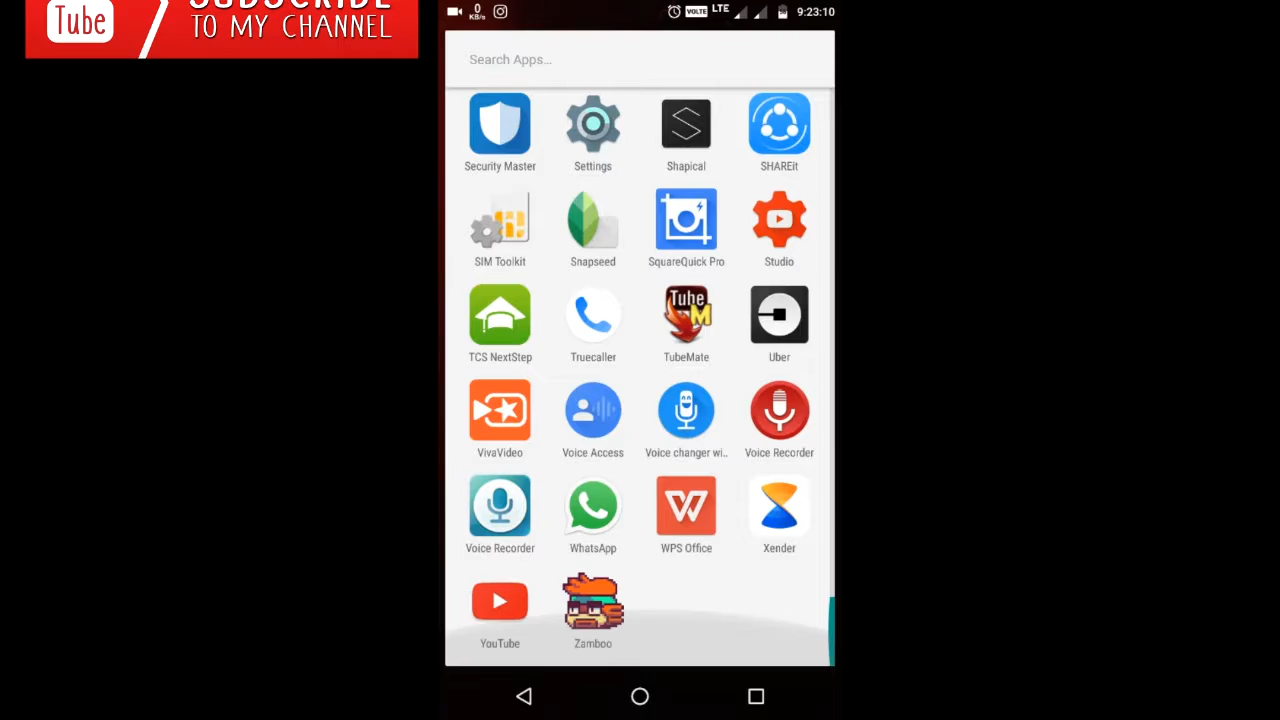 SUBSCRIBE
Tube
TO MY CHANNEL
0
KB/s
VOLTE
LTE
9:23:10
Search Apps...
Security Master
Settings
Shapical
SHAREit
SIM Toolkit
Snapseed
SquareQuick Pro
Studio
Tube
M
TCS NextStep
Truecaller
TubeMate
Uber
VivaVideo
Voice Access
Voice changer wi..
Voice Recorder
Voice Recorder
WhatsApp
WPS Office
Xender
YouTube
Zamboo